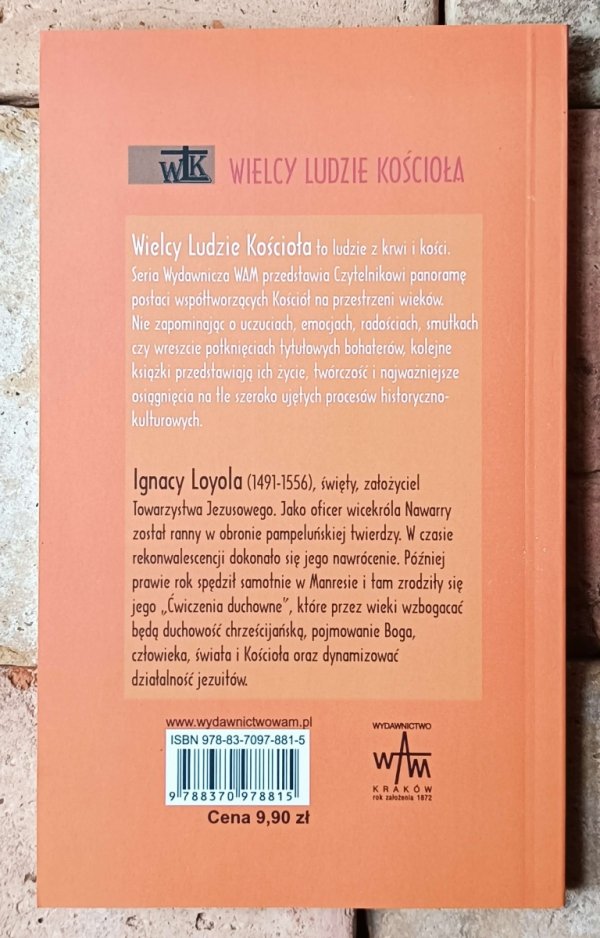 WŁK WIELCY LUDZIE KOŚCIOŁA
Wielcy Ludzie Kościoła to ludzie z krwi i kości.
Seria Wydawnicza WAM przedstawia Czytelnikowi panoramę
postaci współtworzących Kościół na przestrzeni wieków.
Nie zapominając o uczuciach, emocjach, radościach, smutkach
czy wreszcie potknięciach tytułowych bohaterów, kolejne
książki przedstawiają ich życie, twórczość i najważniejsze
osiągnięcia na tle szeroko ujętych procesów historyczno-
kulturowych.
Ignacy Loyola (1491-1556), święty, założyciel
Towarzystwa Jezusowego. Jako oficer wicekróla Nawarry
został ranny w obronie pampeluńskiej twierdzy. W czasie
rekonwalescencji dokonało się jego nawrócenie. Później
prawie rok spędził samotnie w Manresie i tam zrodziły się
jego „Ćwiczenia duchowne”, które przez wieki wzbogacać
będą duchowość chrześcijańską, pojmowanie Boga,
człowieka, świata i Kościoła oraz dynamizować
działalność jezuitów.
www.wydawnictwowam.pl
ISBN 978-83-7097-881-5
9 788370 978815
Cena 9,90 zł
WYDAWNICTWO
WAM
KRAKÓW
rok założenia 1872